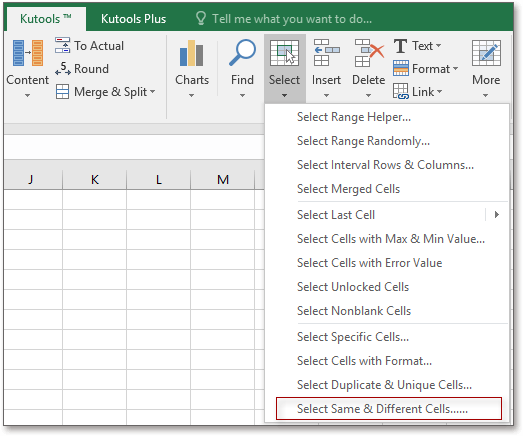 Kutools ™ Kutools Plus Tell me what you want to do...
To Actual
Round
Merge & Split
Content
Charts
Find
Select
Insert
Delete
Text
Format
Link
More
Select Range Helper...
Select Range Randomly...
Select Interval Rows & Columns...
Select Merged Cells
Select Last Cell
Select Cells with Max & Min Value...
Select Cells with Error Value
Select Unlocked Cells
Select Nonblank Cells
Select Specific Cells...
Select Cells with Format...
Select Duplicate & Unique Cells...
Select Same & Different Cells......
J K L M